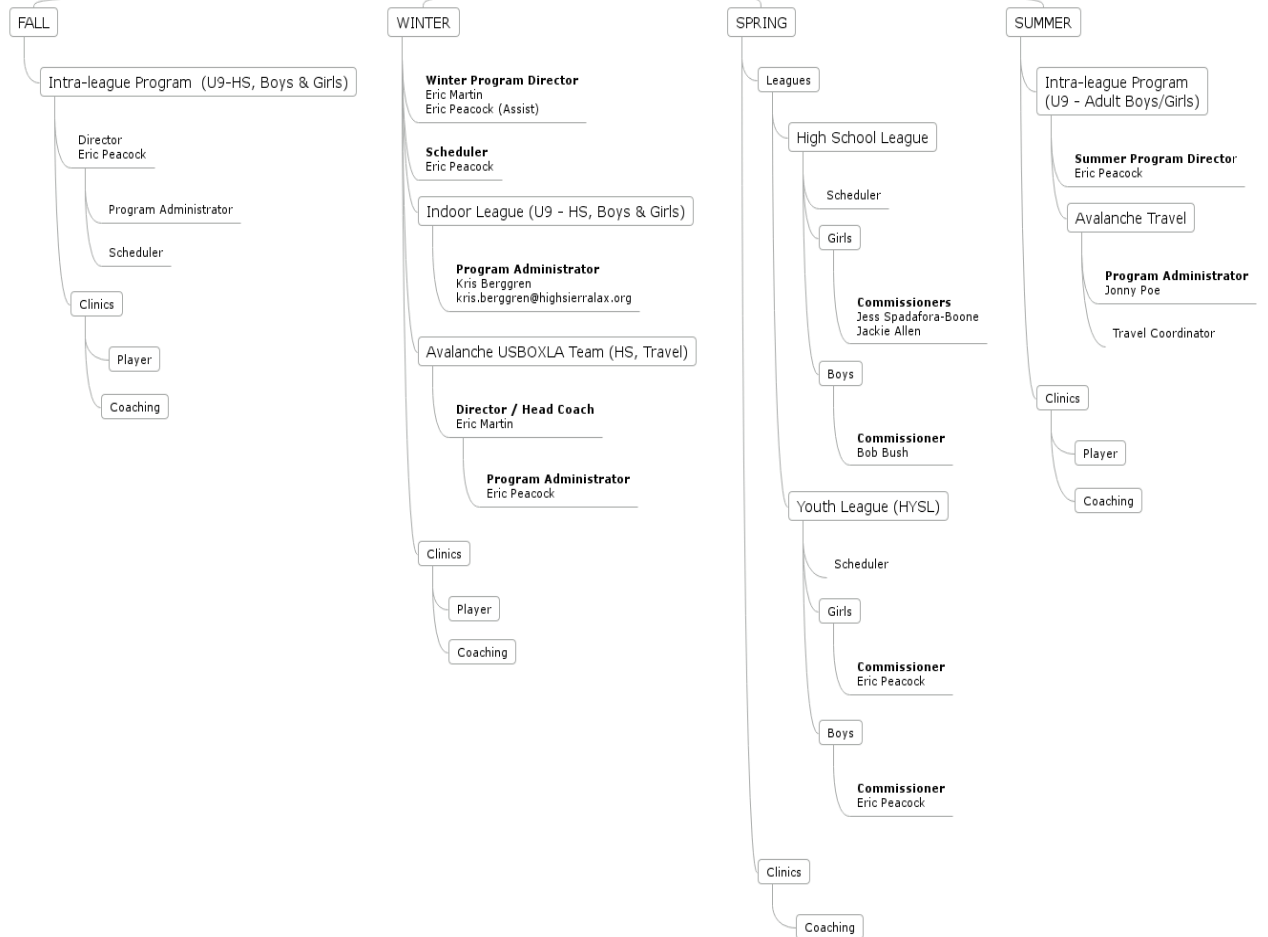 FALL
Intra-league Program  (U9-HS, Boys & Girls)
Director
Eric Peacock
Program Administrator
Scheduler
Clinics
Player
Coaching
WINTER
Winter Program Director
Eric Martin
Eric Peacock (Assist)
Scheduler
Eric Peacock
Indoor League (U9 - HS, Boys & Girls)
Program Administrator
Kris Berggren
kris.berggren@highsierralax.org
Avalanche USBOXLA Team (HS, Travel)
Director / Head Coach
Eric Martin
Program Administrator
Eric Peacock
Clinics
Player
Coaching
SPRING
Leagues
High School League
Scheduler
Girls
Commissioners
Jess Spadafora-Boone
Jackie Allen
Boys
Commissioner
Bob Bush
Youth League (HYSL)
Scheduler
Girls
Commissioner
Eric Peacock
Boys
Commissioner
Eric Peacock
Clinics
Coaching
SUMMER
Intra-league Program
(U9 - Adult Boys/Girls)
Summer Program Director
Eric Peacock
Avalanche Travel
Program Administrator
Jonny Poe
Travel Coordinator
Clinics
Player
Coaching